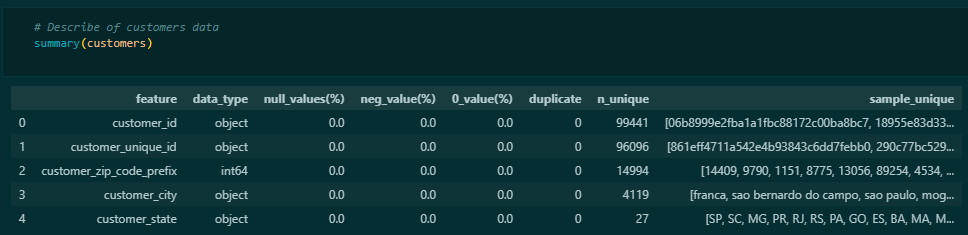 # Describe of customers data
summary(customers)
feature data_type null_values(%) neg_value(%) 0_value(%) duplicate n_unique sample_unique
0 customer_id object 0.0 0.0 0.0 0 99441 [06b8999e2fba1a1fbc88172c00ba8bc7, 18955e83d33...
1 customer_unique_id object 0.0 0.0 0.0 0 96096 [861eff4711a542e4b93843c6dd7febb0, 290c77bc529...
2 customer_zip_code_prefix int64 0.0 0.0 0.0 0 14994 [14409, 9790, 1151, 8775, 13056, 89254, 4534, ...
3 customer_city object 0.0 0.0 0.0 0 4119 [franca, sao bernardo do campo, sao paulo, mog...
4 customer_state object 0.0 0.0 0.0 0 27 [SP, SC, MG, PR, RJ, RS, PA, GO, ES, BA, MA, M...